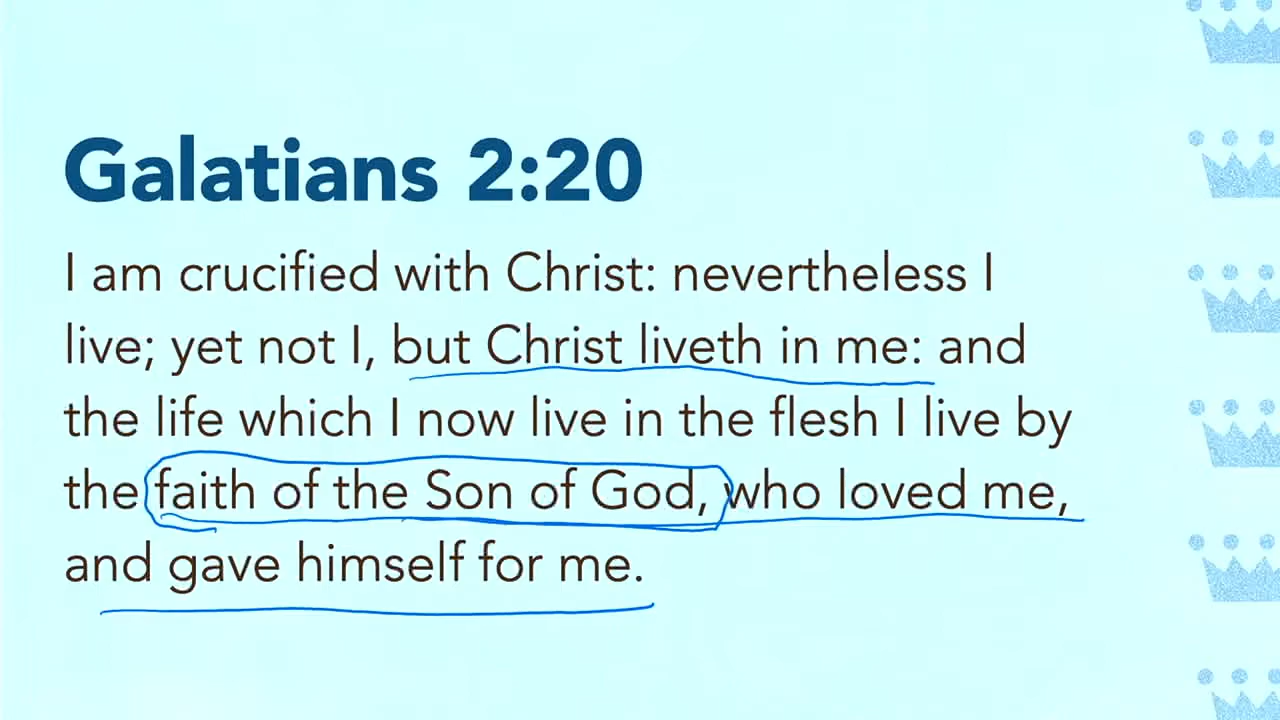 Galatians 2:20
I am crucified with Christ: nevertheless I
live; yet not I, but Christ liveth in me: and
the life which I now live in the flesh I live by
the faith of the Son of God, who loved me,
and gave himself for me.